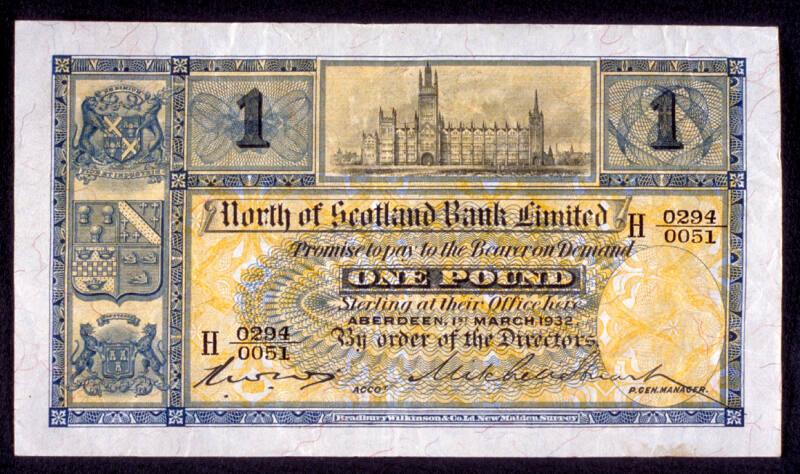 1
1
North of Scotland Bank Limited
H 0294/0051
Promise to pay to the Bearer on Demand
ONE POUND
Sterling at their Office here
ABERDEEN, 1ST MARCH 1932.
H 0294/0051
By order of the Directors
ACCOT
P. GEN. MANAGER.
Bradbury Wilkinson & Co. Ld. New Malden Surrey